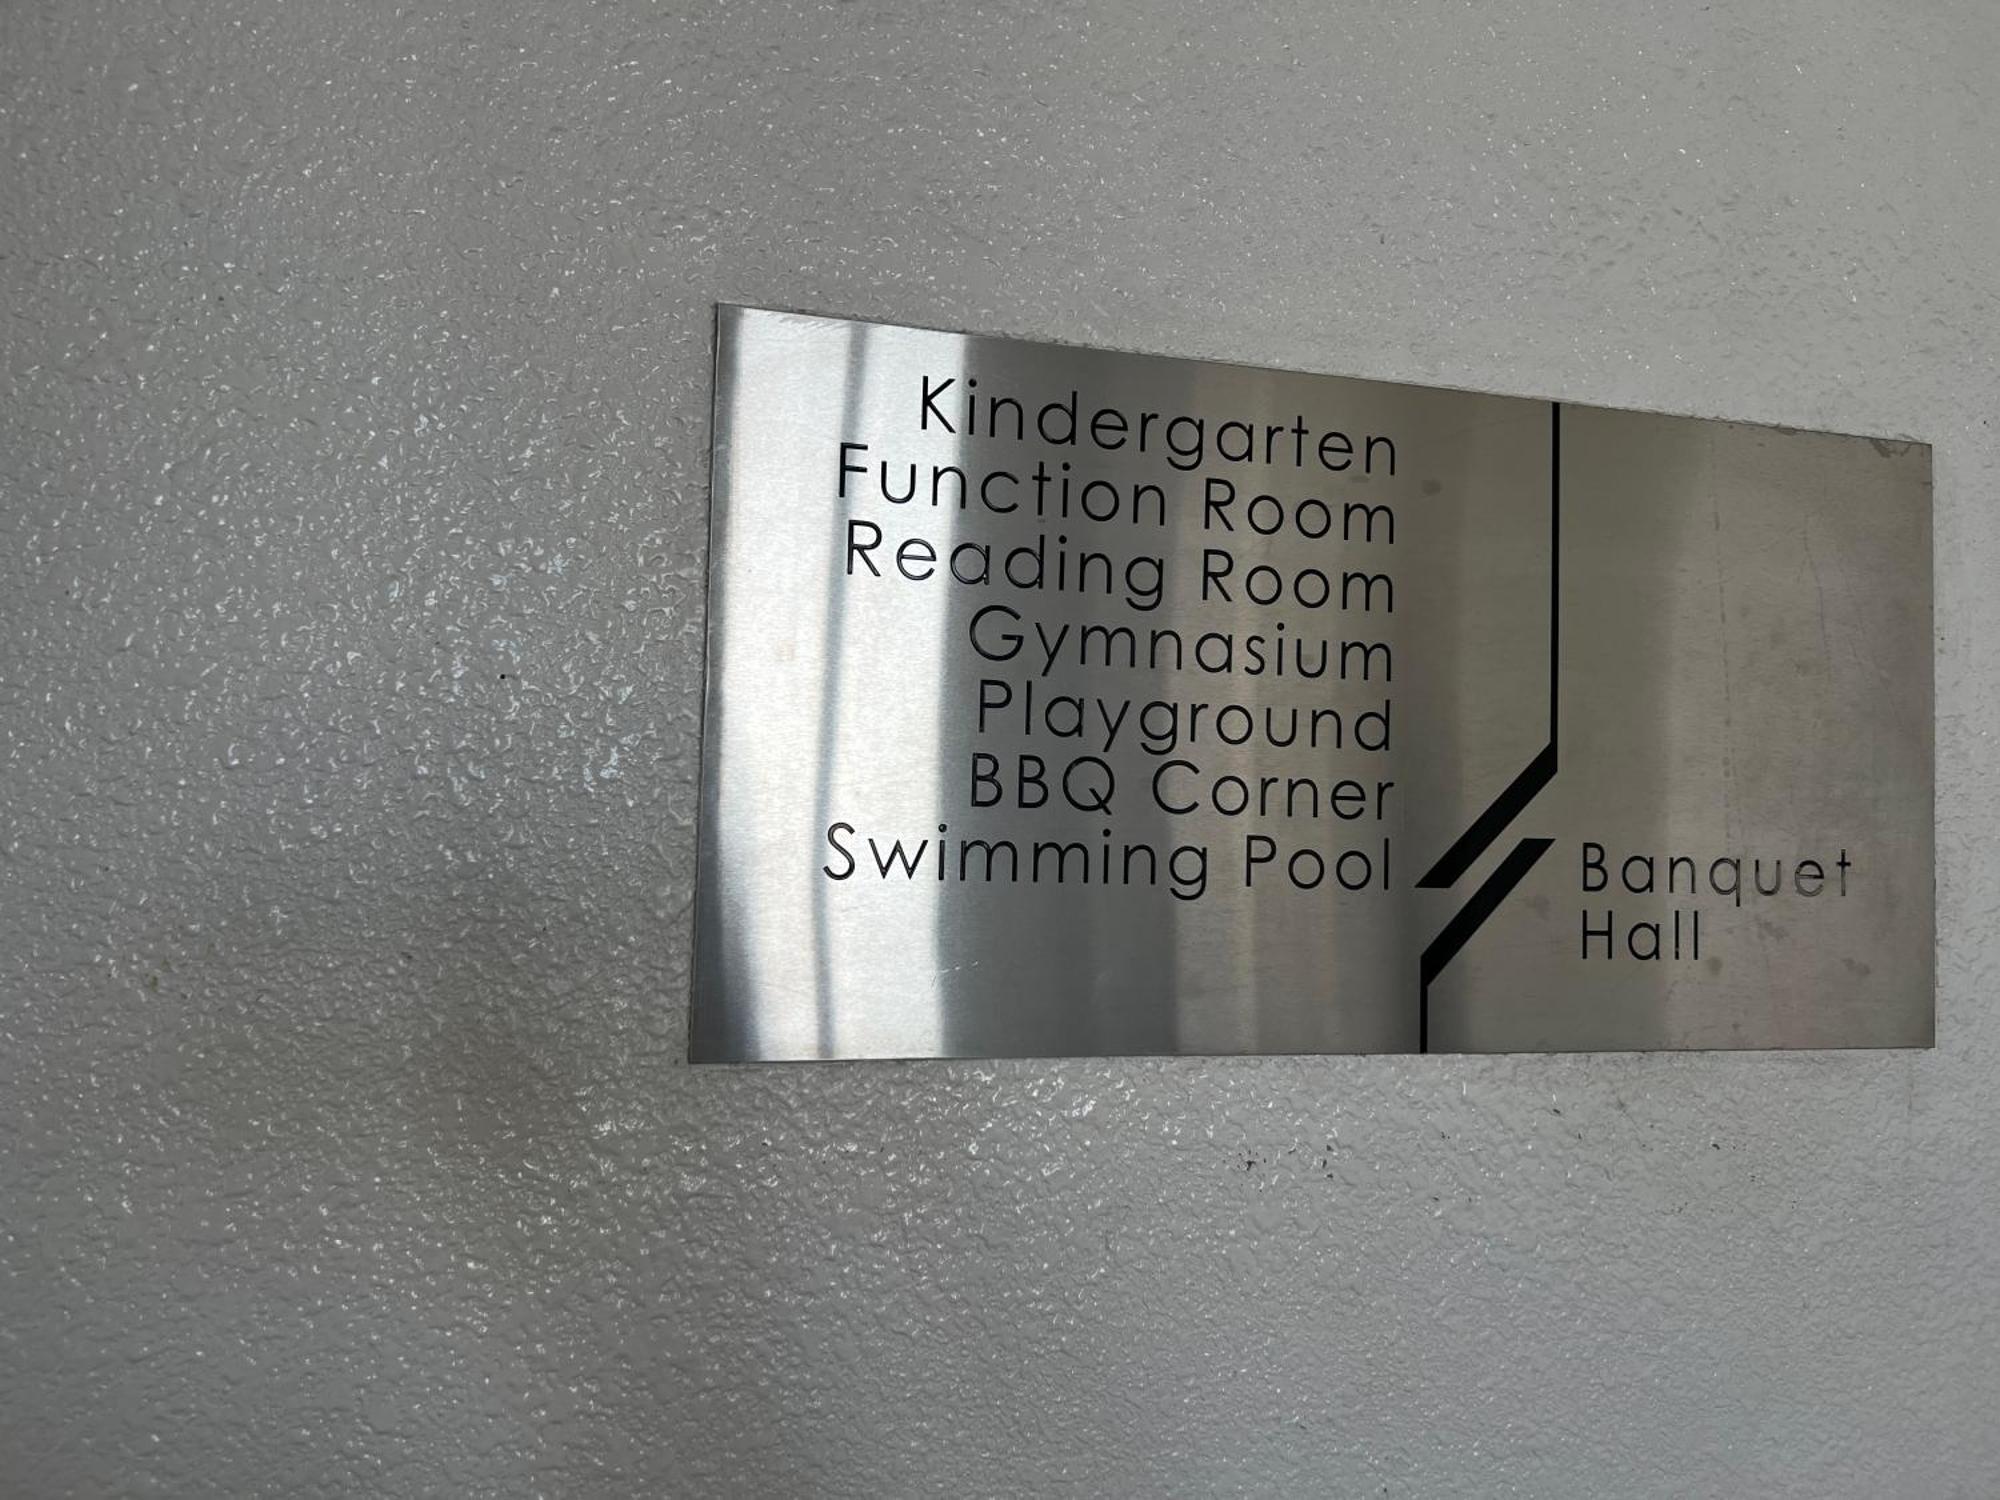 Kindergarten
Function Room
Reading Room
Gymnasium
Playground
BBQ Corner
Swimming Pool
Banquet
Hall